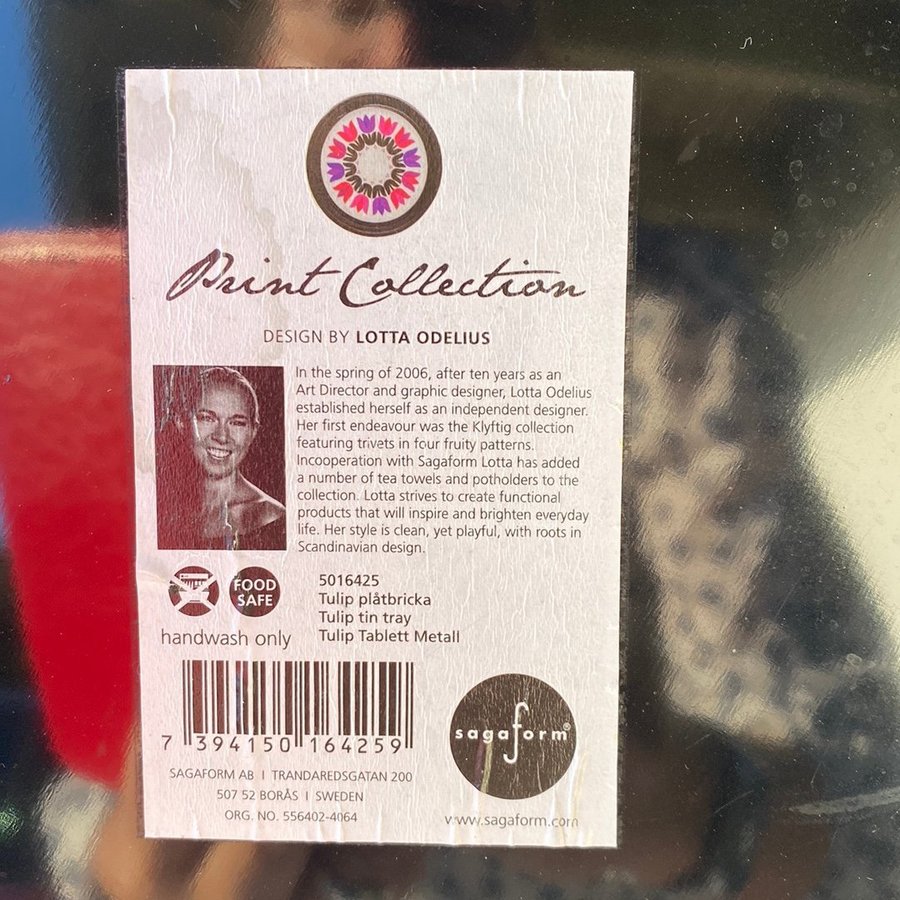 Print Collection
DESIGN BY LOTTA ODELIUS
In the spring of 2006, after ten years as an
Art Director and graphic designer, Lotta Odelius
established herself as an independent designer.
Her first endeavour was the Klyftig collection
featuring trivets in four fruity patterns.
Incooperation with Sagaform Lotta has added
a number of tea towels and potholders to the
collection. Lotta strives to create functional
products that will inspire and brighten everyday
life. Her style is clean, yet playful, with roots in
Scandinavian design.
FOOD
SAFE
handwash only
5016425
Tulip plåtbricka
Tulip tin tray
Tulip Tablett Metall
7 394150 164259
sagaform®
SAGAFORM AB I TRANDAREDSGATAN 200
507 52 BORÅS I SWEDEN
ORG. NO. 556402-4064
www.sagaform.com